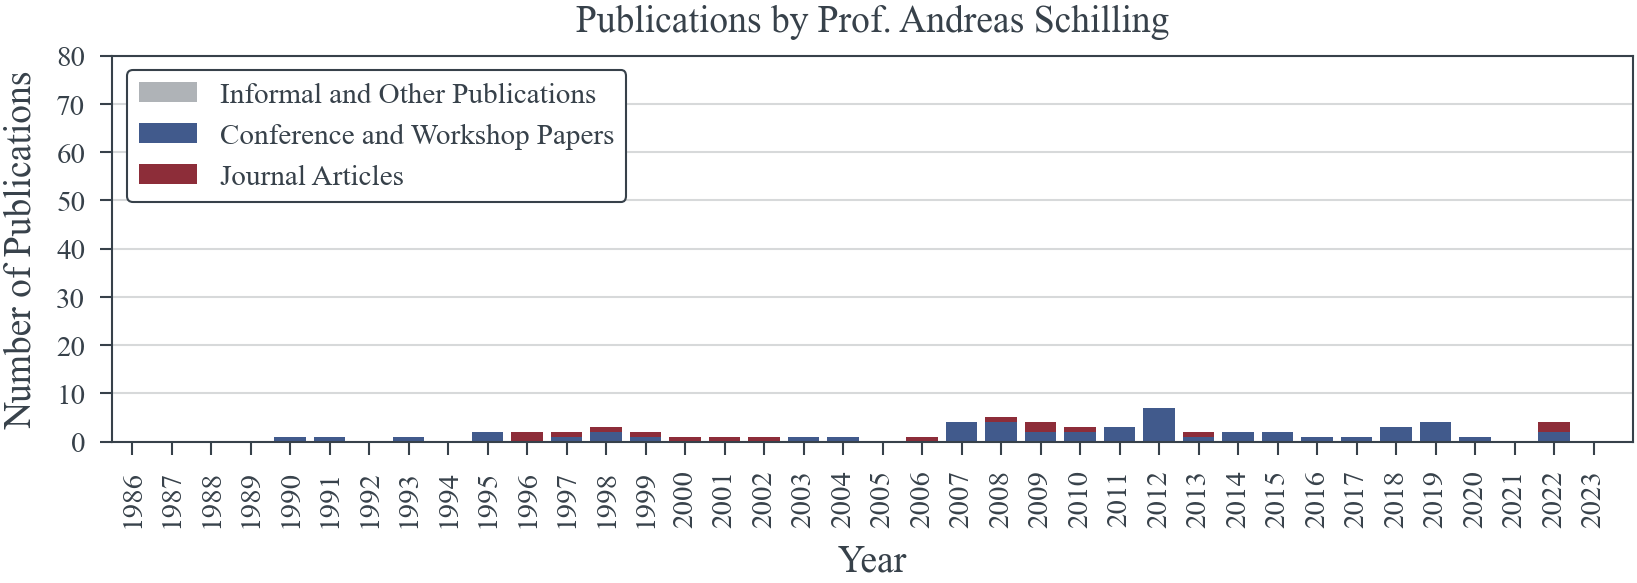 Publications by Prof. Andreas Schilling
Number of Publications
80
70
60
50
40
30
20
10
0
Informal and Other Publications
Conference and Workshop Papers
Journal Articles
1986 1987 1988 1989 1990 1991 1992 1993 1994 1995 1996 1997 1998 1999 2000 2001 2002 2003 2004 2005 2006 2007 2008 2009 2010 2011 2012 2013 2014 2015 2016 2017 2018 2019 2020 2021 2022 2023
Year